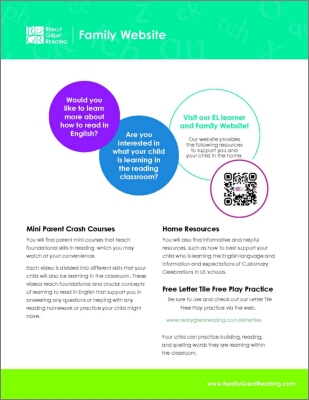 REALLY
GREAT
READING
Family Website
Would you
like to learn
more about
how to read in
English?
Are you
interested in
what your child
is learning in
the reading
classroom?
Visit our EL learner
and Family Website!
Our website provides
the following resources
to support you and
your child in the home.
Mini Parent Crash Courses
You will find parent mini courses that teach
foundational skills in reading which you may
watch at your convenience.
Each video is divided into different skills that your
child will also be learning in the classroom. These
videos teach foundational and crucial concepts
of learning to read in English that support you in
answering any questions or helping with any
reading homework or practice your child might
have.
Home Resources
You will also find informative and helpful
resources, such as how to best support your
child who is learning the English language and
information and expectations of Customary
Celebrations in US schools.
Free Letter Tile Free Play Practice
Be sure to use and check out our Letter Tile
Free Play practice via the web.
www.reallygreatreading.com/lettertiles
Your child can practice building, reading,
and spelling words they are learning within
the classroom.
www.ReallyGreatReading.com